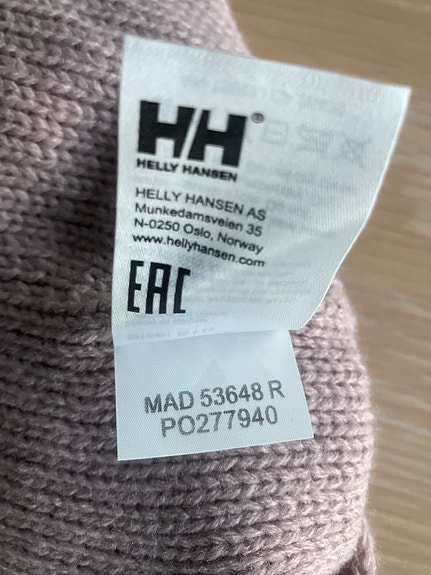 HH®
HELLY HANSEN
HELLY HANSEN AS
Munkedamsveien 35
N-0250 Oslo, Norway
www.hellyhansen.com
EAC
MAD 53648 R
PO277940